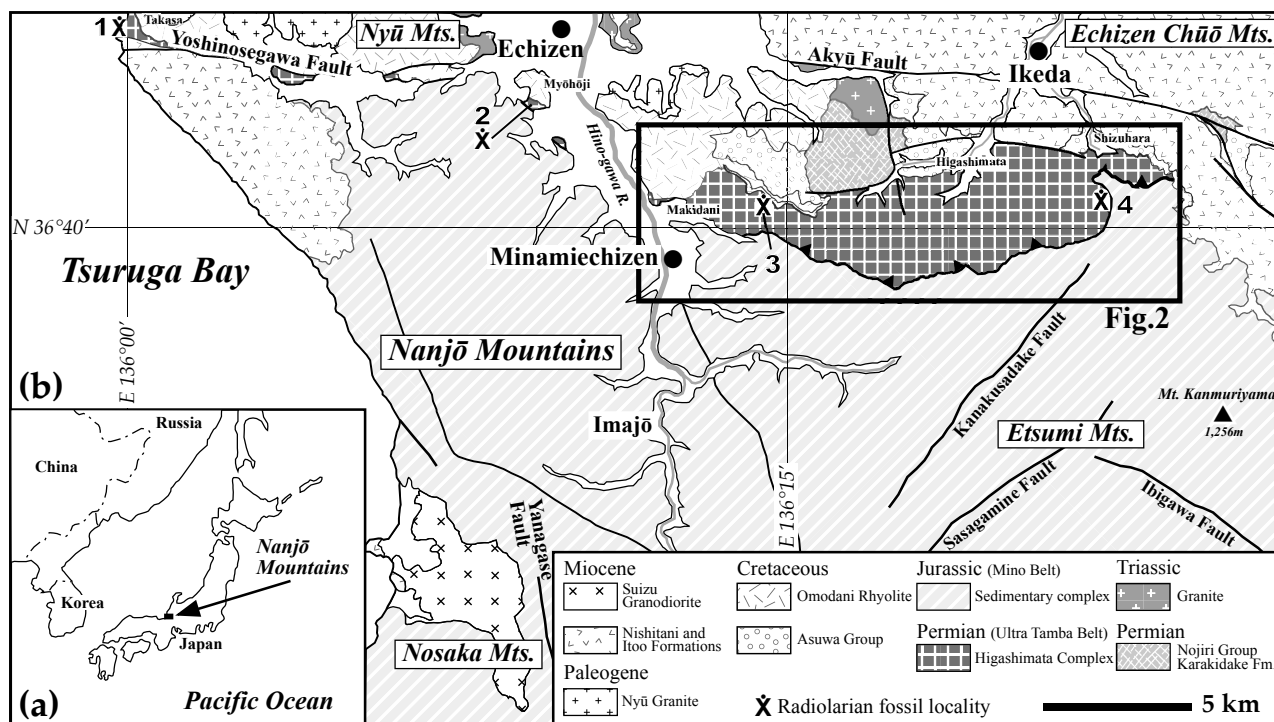 1
Takasa
Nyū Mts.
Echizen
Echizen Chūō Mts.
Yoshinosegawa Fault
Akyū Fault
Ikeda
Myōhōji
2
Hino-gawa R.
Shizuhara
Higashimata
Makidani
4
N 36°40′
3
Tsuruga Bay
Minamiechizen
Fig.2
E 136°00′
Nanjō Mountains
(b)
Kanakusadake Fault
Mt. Kanmuriyama
1,256m
Imajō
Etsumi Mts.
E 136°15′
Sasagamine Fault
Ibigawa Fault
Yanagase
Fault
Nosaka Mts.
Russia
China
Nanjō
Mountains
Korea
Japan
Pacific Ocean
(a)
Miocene
Suizu
Granodiorite
Nishitani and
Itoo Formations
Paleogene
Nyū Granite
Cretaceous
Omodani Rhyolite
Asuwa Group
Jurassic (Mino Belt)
Sedimentary complex
Permian (Ultra Tamba Belt)
Higashimata Complex
Triassic
Granite
Permian
Nojiri Group
Karakidake Fm.
Radiolarian fossil locality
5 km